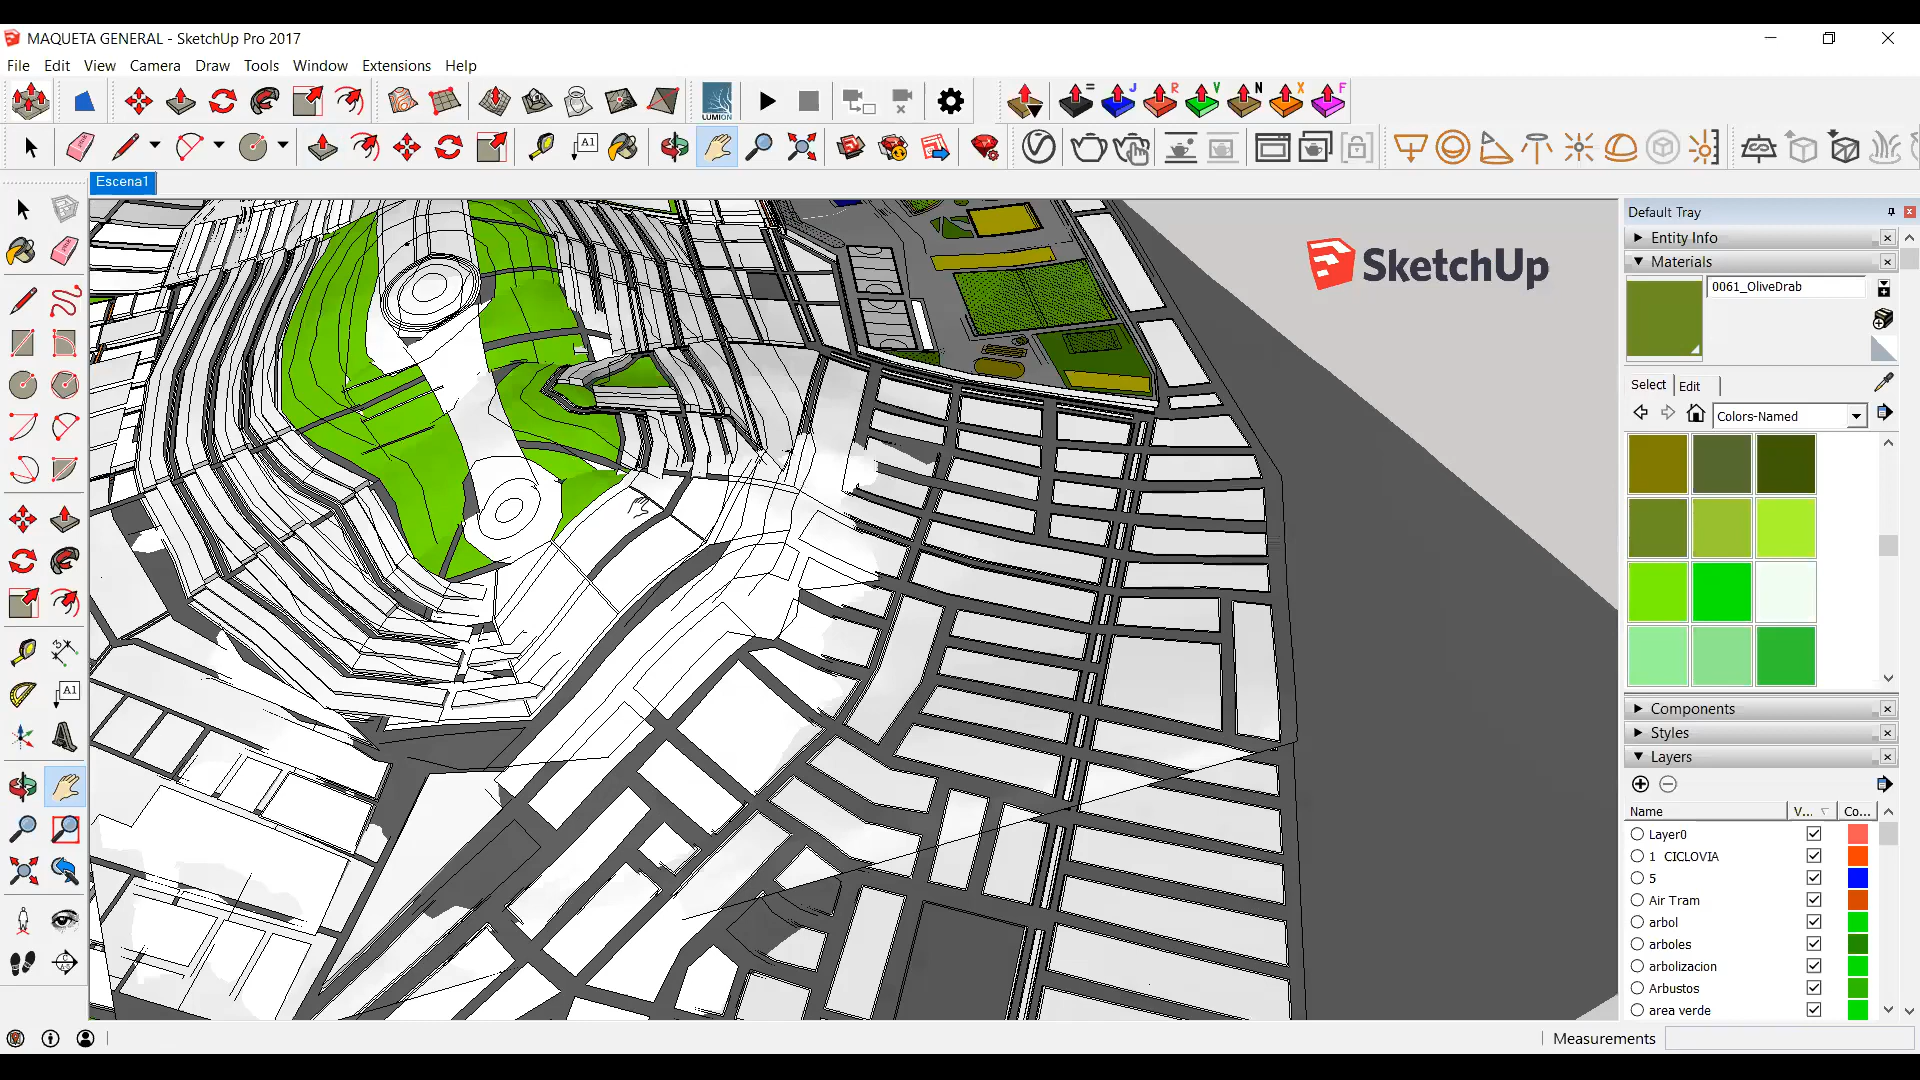 MAQUETA GENERAL - SketchUp Pro 2017
File Edit View Camera Draw Tools Window Extensions Help
LUMION
= J R V N X F
A1
Escena1
SketchUp
A1
Default Tray
Entity Info
Materials
0061_OliveDrab
Select Edit
Colors-Named
Components
Styles
Layers
Name V... Co...
Layer0
1 CICLOVIA
5
Air Tram
arbol
arboles
arbolizacion
Arbustos
area verde
Measurements